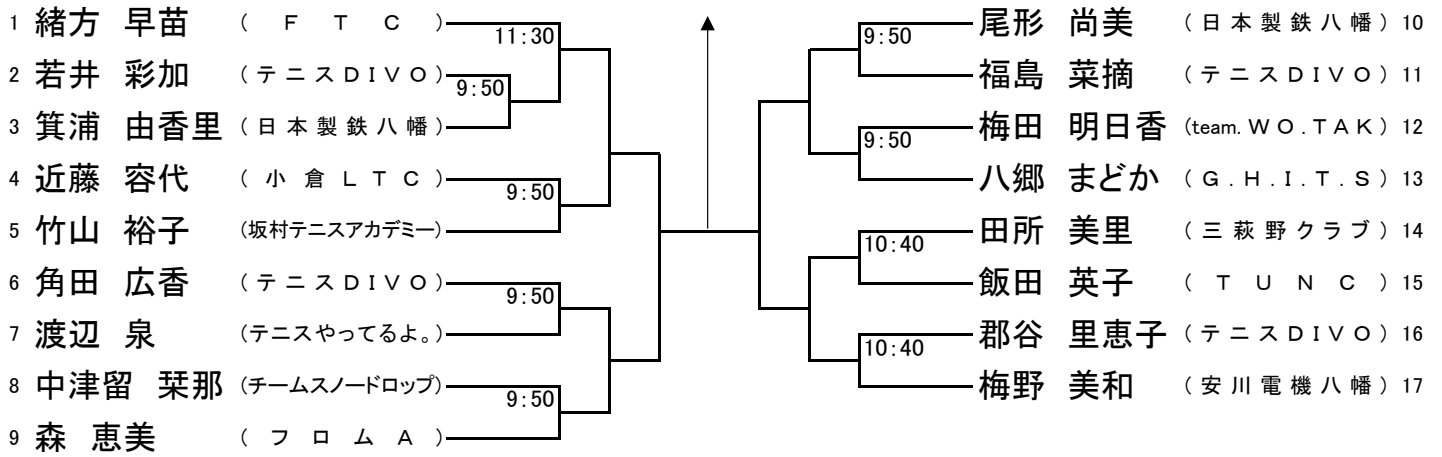 1 緒方 早苗 (FTC)
11:30
2 若井 彩加 (テニスDIVO)
9:50
3 箕浦 由香里 (日本製鉄八幡)
4 近藤 容代 (小倉LTC)
9:50
5 竹山 裕子 (坂村テニスアカデミー)
6 角田 広香 (テニスDIVO)
9:50
7 渡辺 泉 (テニスやってるよ。)
8 中津留 栞那 (チームスノードロップ)
9:50
9 森 恵美 (フロムA)
尾形 尚美 (日本製鉄八幡) 10
9:50
福島 菜摘 (テニスDIVO) 11
梅田 明日香 (team.WO.TAK) 12
9:50
八郷 まどか (G.H.I.T.S) 13
田所 美里 (三萩野クラブ) 14
10:40
飯田 英子 (TUNC) 15
郡谷 里恵子 (テニスDIVO) 16
10:40
梅野 美和 (安川電機八幡) 17